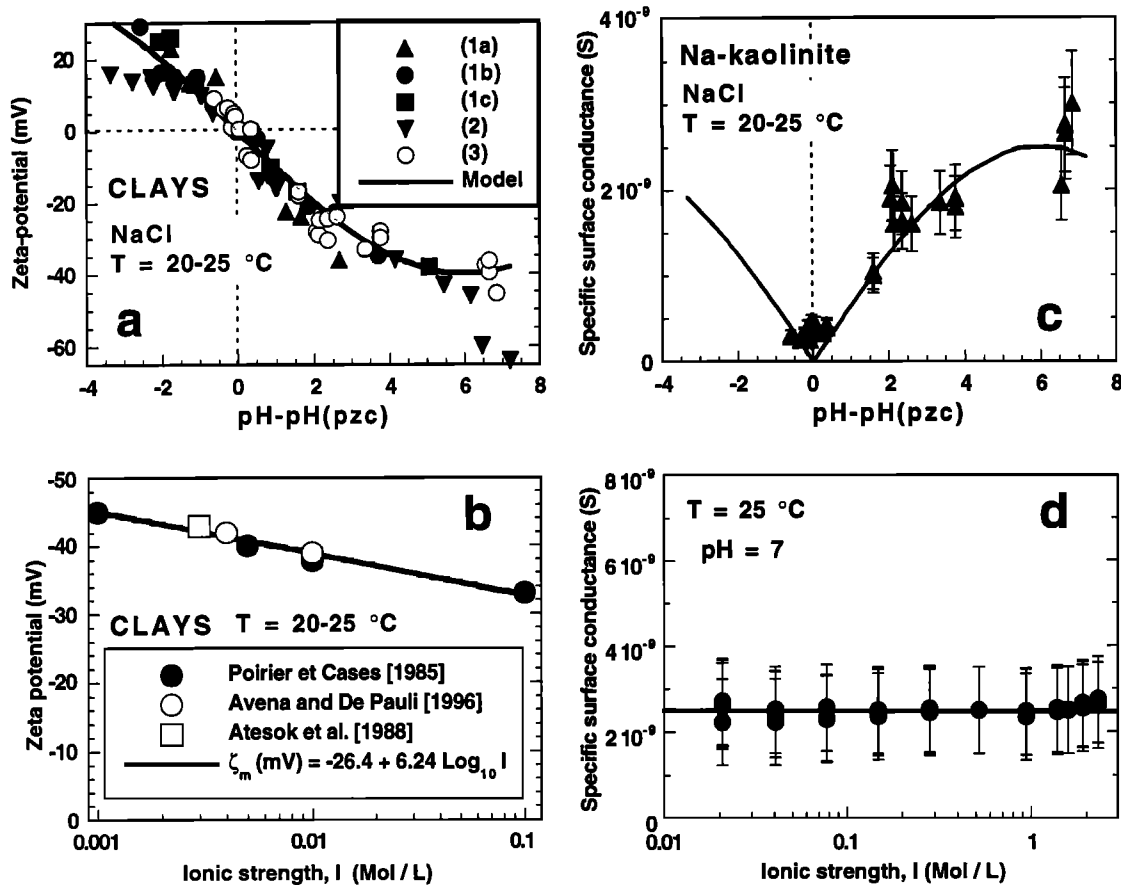 20
0
-20
-40
-60
Zeta-potential (mV)
-4
-2
0
2
4
6
8
pH-pH(pzc)
CLAYS
NaCl
T = 20-25 °C
a
(1a)
(1b)
(1c)
(2)
(3)
Model
4 10⁻⁹
2 10⁻⁹
0
Specific surface conductance (S)
-4
-2
0
2
4
6
8
pH-pH(pzc)
Na-kaolinite
NaCl
T = 20-25 °C
c
-50
-40
-30
-20
-10
0
Zeta potential (mV)
0.001
0.01
0.1
Ionic strength, I (Mol / L)
b
CLAYS T = 20-25 °C
Poirier et Cases [1985]
Avena and De Pauli [1996]
Atesok et al. [1988]
ζm (mV) = -26.4 + 6.24 Log10 I
8 10⁻⁹
6 10⁻⁹
4 10⁻⁹
2 10⁻⁹
0
Specific surface conductance (S)
0.01
0.1
1
Ionic strength, I (Mol / L)
T = 25 °C
pH = 7
d